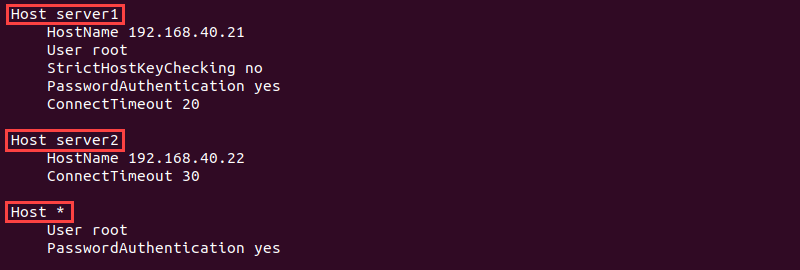 Host server1
HostName 192.168.40.21
User root
StrictHostKeyChecking no
PasswordAuthentication yes
ConnectTimeout 20
Host server2
HostName 192.168.40.22
ConnectTimeout 30
Host *
User root
PasswordAuthentication yes